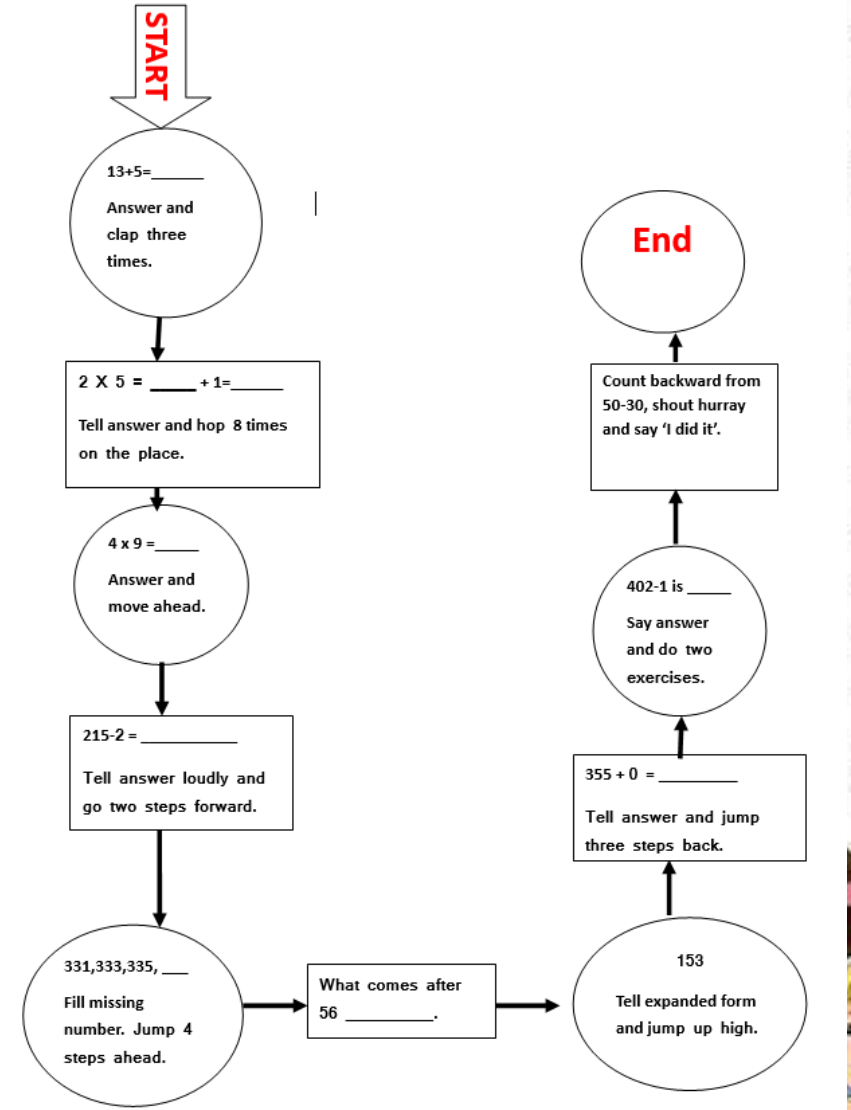 START
13+5=______
Answer and
clap three
times.
2 X 5 = _____ + 1=______
Tell answer and hop 8 times
on the place.
4 x 9 =_____
Answer and
move ahead.
215-2 = ___________
Tell answer loudly and
go two steps forward.
331,333,335, ___
Fill missing
number. Jump 4
steps ahead.
What comes after
56 __________.
153
Tell expanded form
and jump up high.
355 + 0 = _________
Tell answer and jump
three steps back.
402-1 is _____
Say answer
and do two
exercises.
Count backward from
50-30, shout hurray
and say ‘I did it’.
End